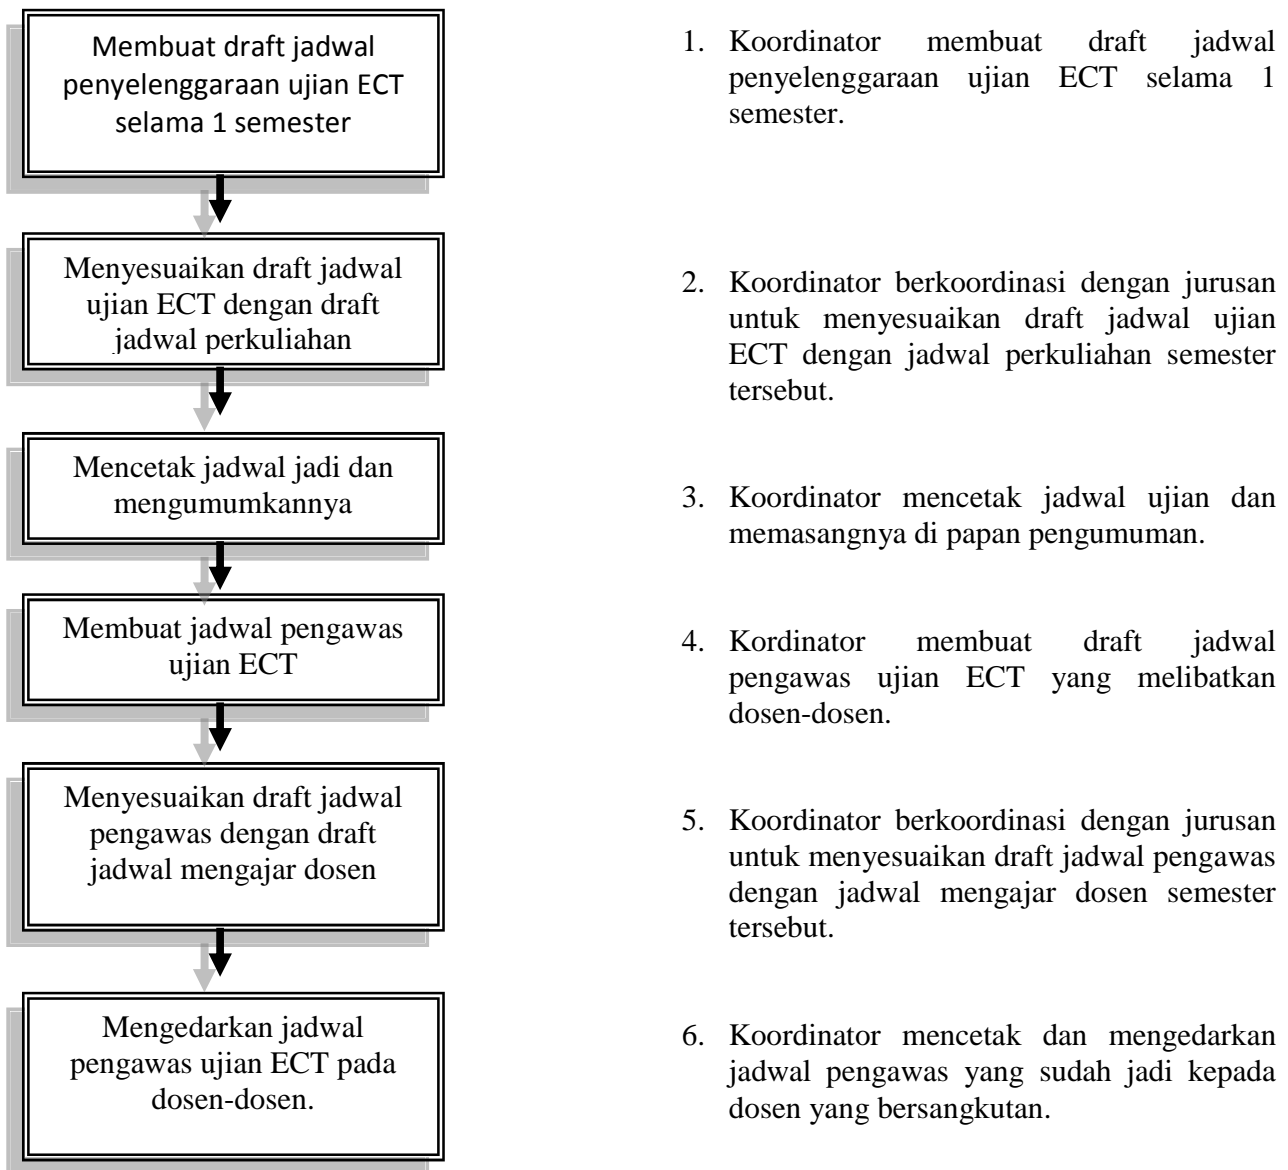 Membuat draft jadwal
penyelenggaraan ujian ECT
selama 1 semester
1. Koordinator membuat draft jadwal
penyelenggaraan ujian ECT selama 1
semester.
Menyesuaikan draft jadwal
ujian ECT dengan draft
jadwal perkuliahan
2. Koordinator berkoordinasi dengan jurusan
untuk menyesuaikan draft jadwal ujian
ECT dengan jadwal perkuliahan semester
tersebut.
Mencetak jadwal jadi dan
mengumumkannya
3. Koordinator mencetak jadwal ujian dan
memasangnya di papan pengumuman.
Membuat jadwal pengawas
ujian ECT
4. Kordinator membuat draft jadwal
pengawas ujian ECT yang melibatkan
dosen-dosen.
Menyesuaikan draft jadwal
pengawas dengan draft
jadwal mengajar dosen
5. Koordinator berkoordinasi dengan jurusan
untuk menyesuaikan draft jadwal pengawas
dengan jadwal mengajar dosen semester
tersebut.
Mengedarkan jadwal
pengawas ujian ECT pada
dosen-dosen.
6. Koordinator mencetak dan mengedarkan
jadwal pengawas yang sudah jadi kepada
dosen yang bersangkutan.